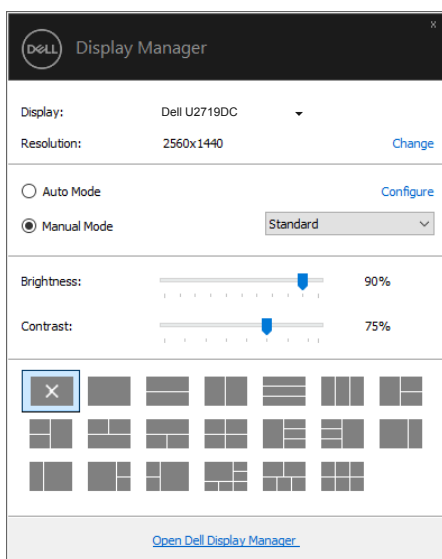 x
DELL Display Manager
Display: Dell U2719DC
Resolution: 2560x1440 Change
Auto Mode Configure
Manual Mode Standard
Brightness: 90%
Contrast: 75%
Open Dell Display Manager